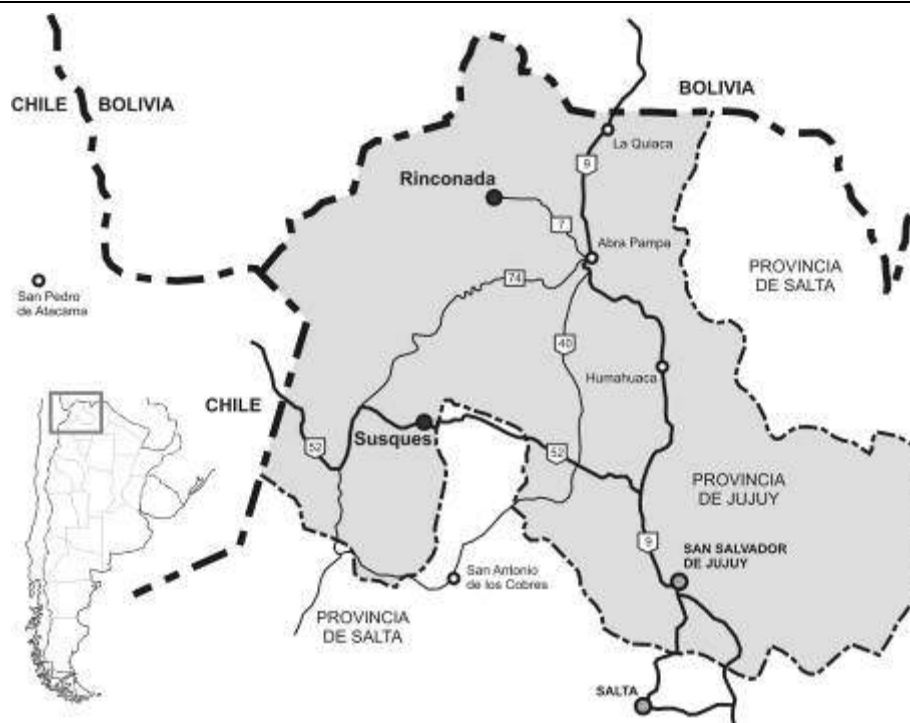 CHILE
BOLIVIA
BOLIVIA
La Quiaca
9
Rinconada
7
Abra Pampa
PROVINCIA
DE SALTA
San Pedro
de Atacama
74
40
Humahuaca
CHILE
Susques
52
52
PROVINCIA
DE JUJUY
9
SAN SALVADOR
DE JUJUY
San Antonio
de los Cobres
PROVINCIA
DE SALTA
SALTA